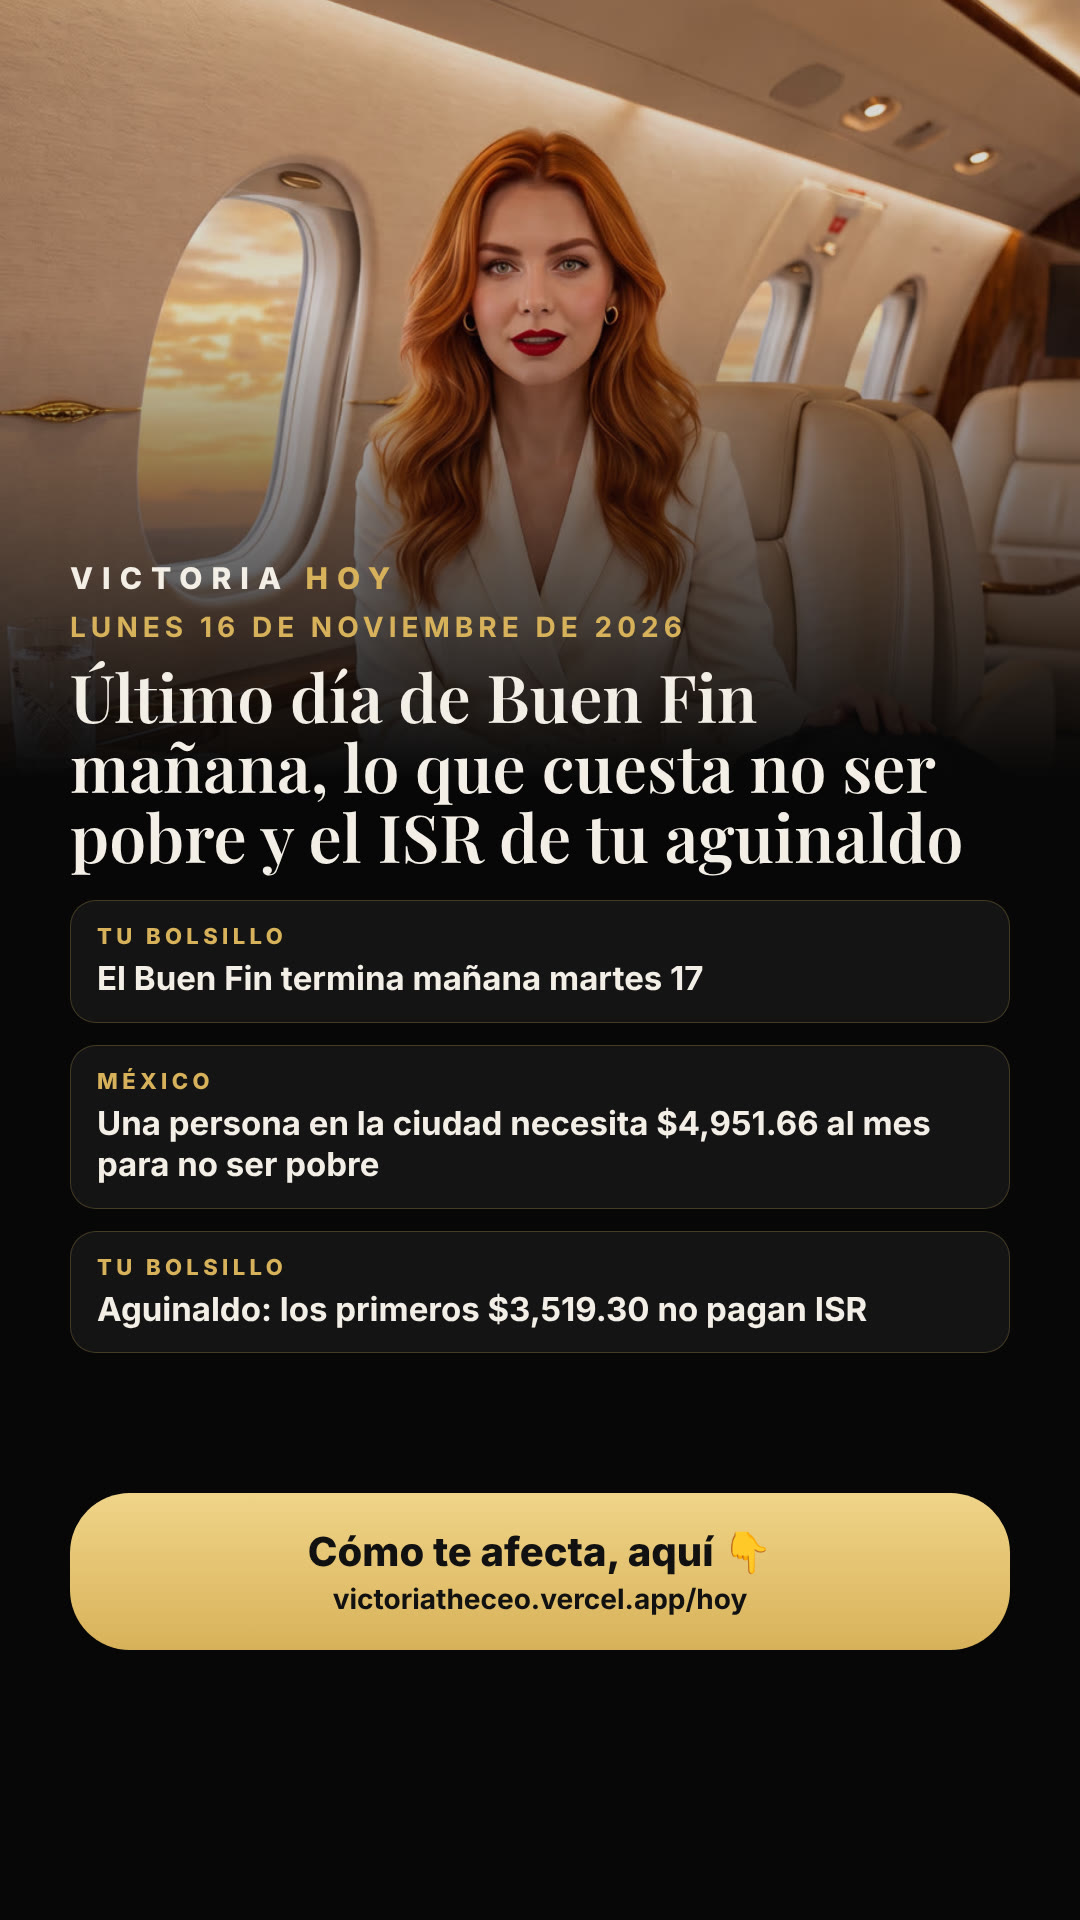 VICTORIA HOY
LUNES 16 DE NOVIEMBRE DE 2026
Último día de Buen Fin
mañana, lo que cuesta no ser
pobre y el ISR de tu aguinaldo
TU BOLSILLO
El Buen Fin termina mañana martes 17
MÉXICO
Una persona en la ciudad necesita $4,951.66 al mes
para no ser pobre
TU BOLSILLO
Aguinaldo: los primeros $3,519.30 no pagan ISR
Cómo te afecta, aquí 👇
victoriatheceo.vercel.app/hoy